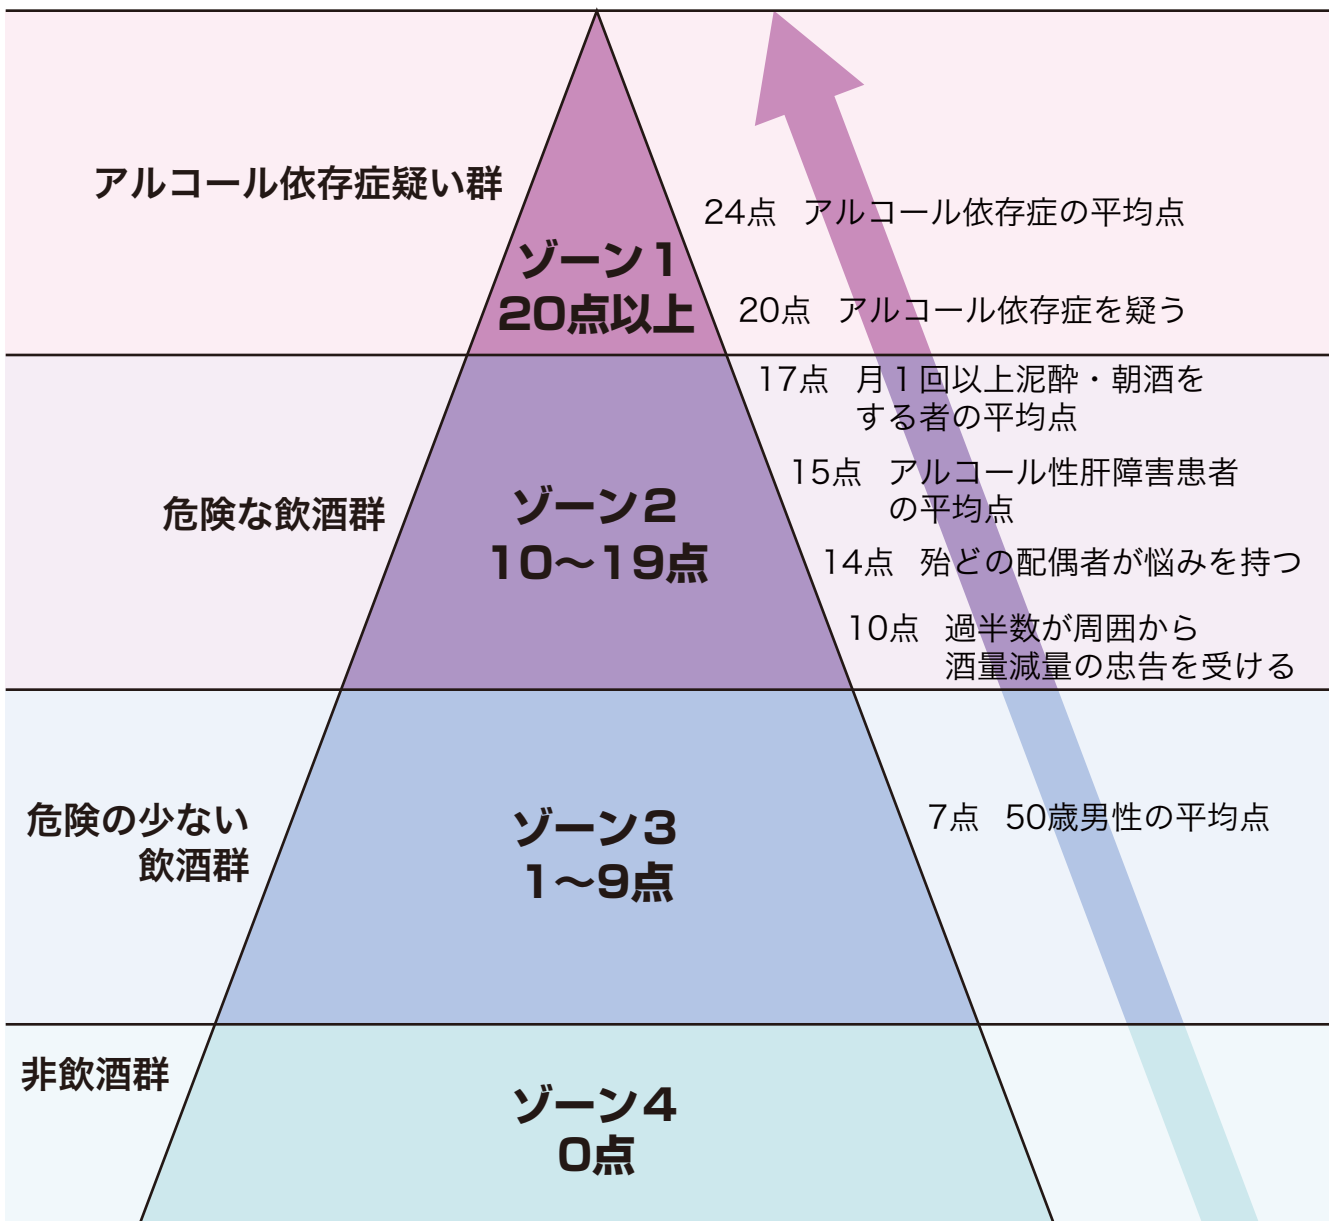 アルコール依存症疑い群
ゾーン1
20点以上
24点 アルコール依存症の平均点
20点 アルコール依存症を疑う
危険な飲酒群
ゾーン2
10〜19点
17点 月1回以上泥酔・朝酒を
する者の平均点
15点 アルコール性肝障害患者
の平均点
14点 殆どの配偶者が悩みを持つ
10点 過半数が周囲から
酒量減量の忠告を受ける
危険の少ない
飲酒群
ゾーン3
1〜9点
7点 50歳男性の平均点
非飲酒群
ゾーン4
0点